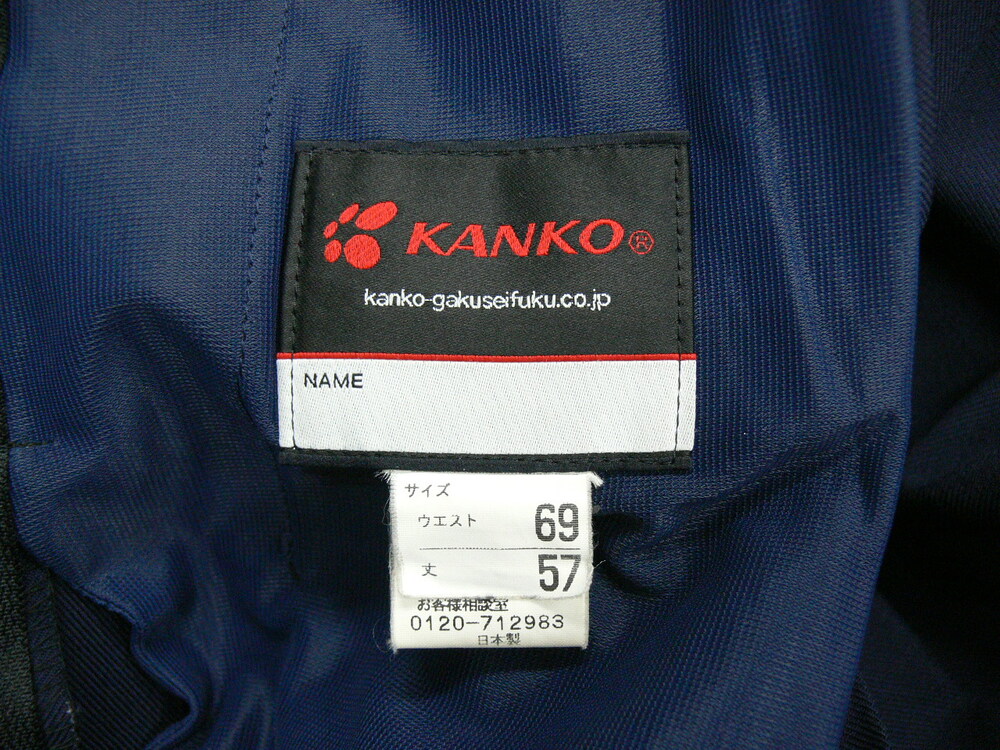 KANKO®
kanko-gakuseifuku.co.jp
NAME
サイズ
ウエスト 69
丈 57
お客様相談室
0120-712983
日本製